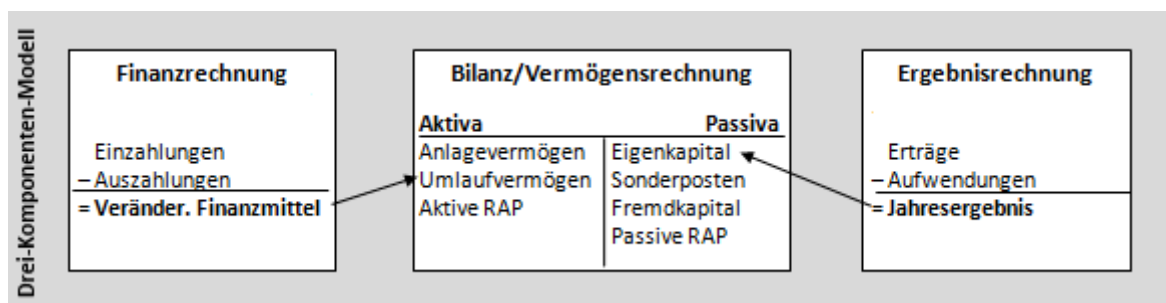 Drei-Komponenten-Modell
Finanzrechnung
Einzahlungen
– Auszahlungen
= Veränder. Finanzmittel
Bilanz/Vermögensrechnung
Aktiva Passiva
Anlagevermögen Eigenkapital
Umlaufvermögen Sonderposten
Aktive RAP Fremdkapital
Passive RAP
Ergebnisrechnung
Erträge
– Aufwendungen
= Jahresergebnis